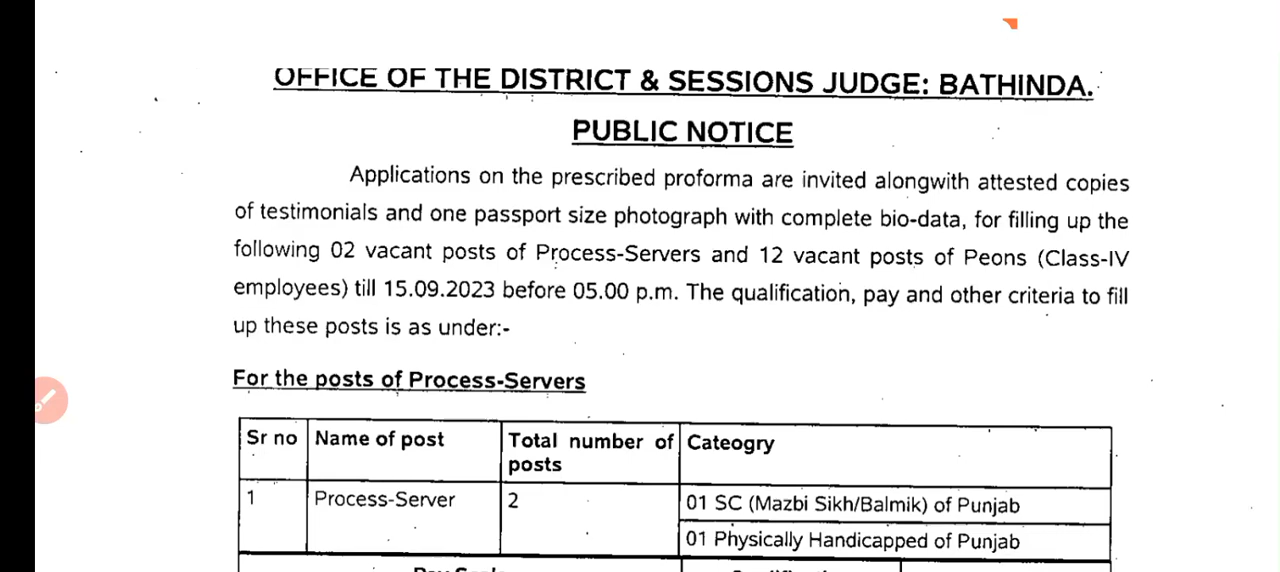 OFFICE OF THE DISTRICT & SESSIONS JUDGE: BATHINDA.
PUBLIC NOTICE
Applications on the prescribed proforma are invited alongwith attested copies
of testimonials and one passport size photograph with complete bio-data, for filling up the
following 02 vacant posts of Process-Servers and 12 vacant posts of Peons (Class-IV
employees) till 15.09.2023 before 05.00 p.m. The qualification, pay and other criteria to fill
up these posts is as under:-
For the posts of Process-Servers
Sr no Name of post Total number of Cateogry
posts
1 Process-Server 2 01 SC (Mazbi Sikh/Balmik) of Punjab
01 Physically Handicapped of Punjab